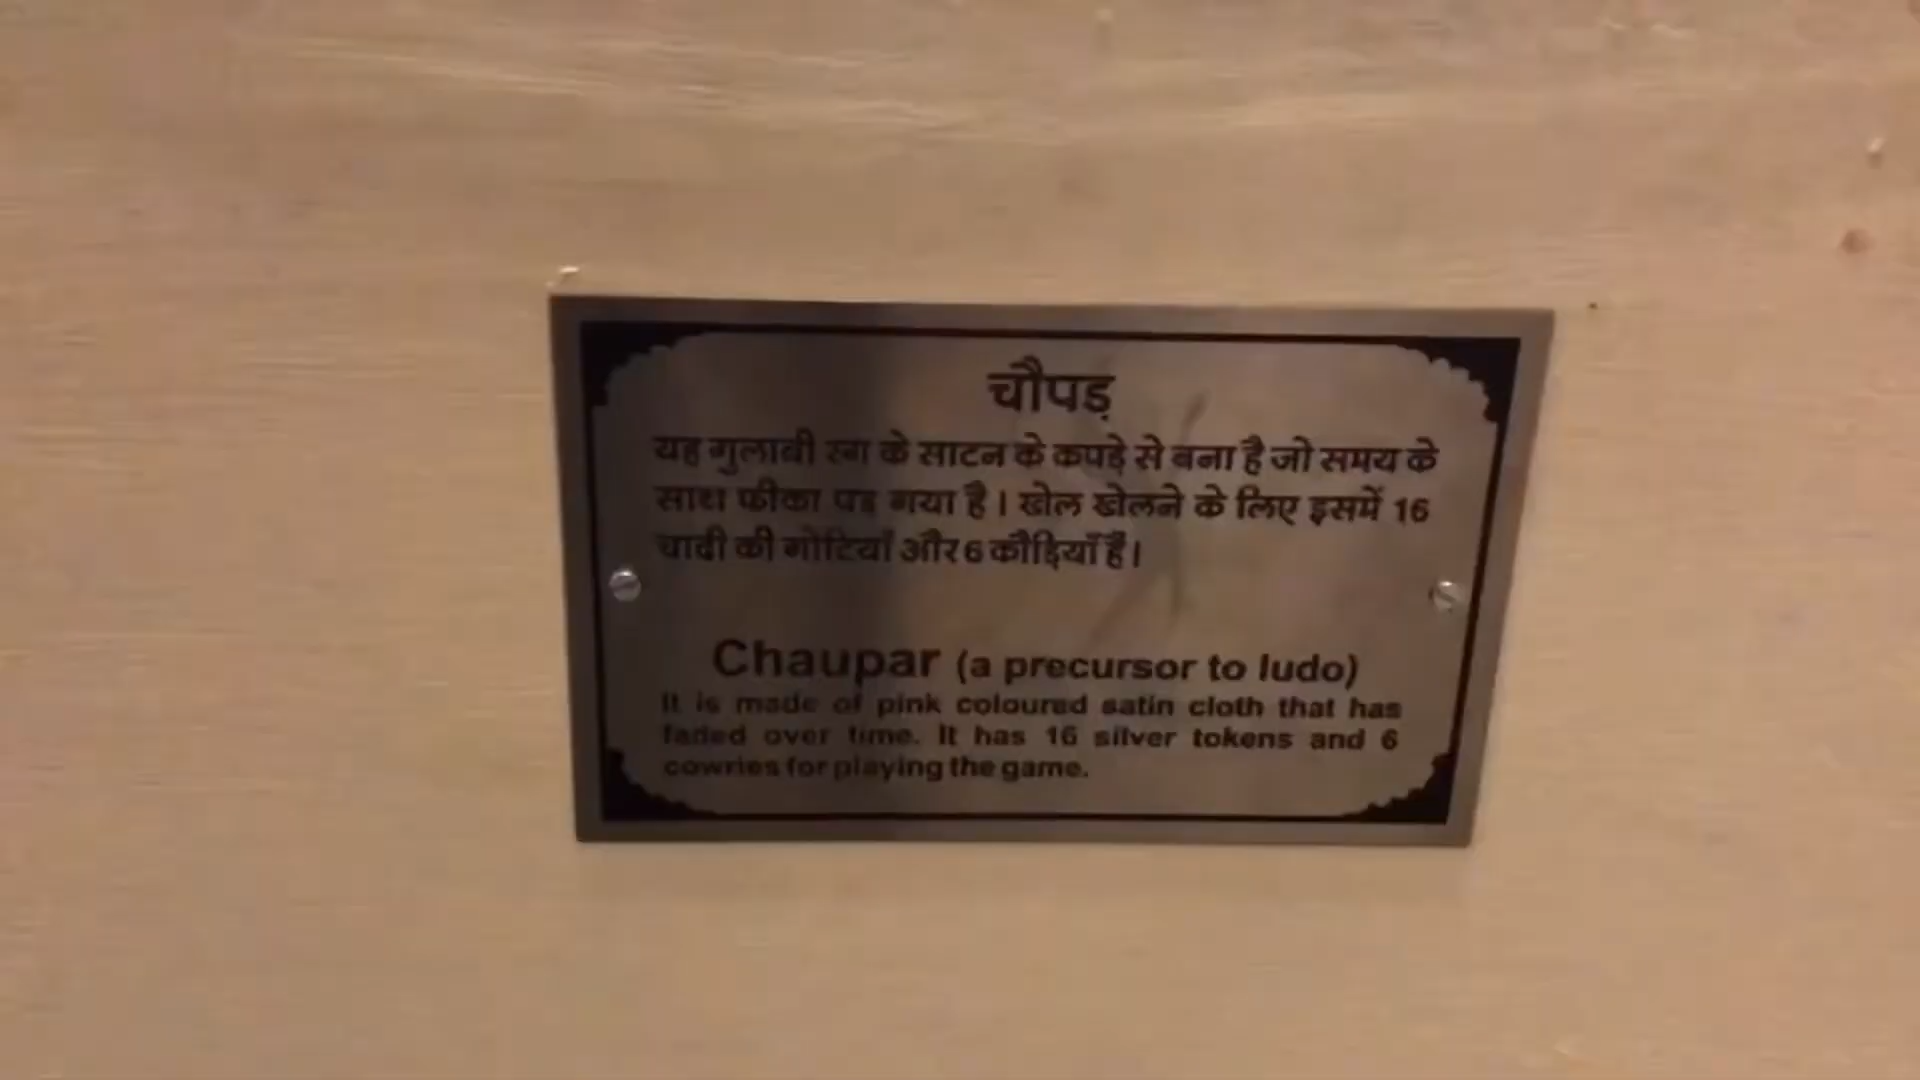 चौपड़
यह गुलाबी रंग के साटन के कपड़े से बना है जो समय के
साथ फीका पड़ गया है। खेल खेलने के लिए इसमें 16
चांदी की गोटियाँ और 6 कौड़ियाँ हैं।
Chaupar (a precursor to ludo)
It is made of pink coloured satin cloth that has
faded over time. It has 16 silver tokens and 6
cowries for playing the game.